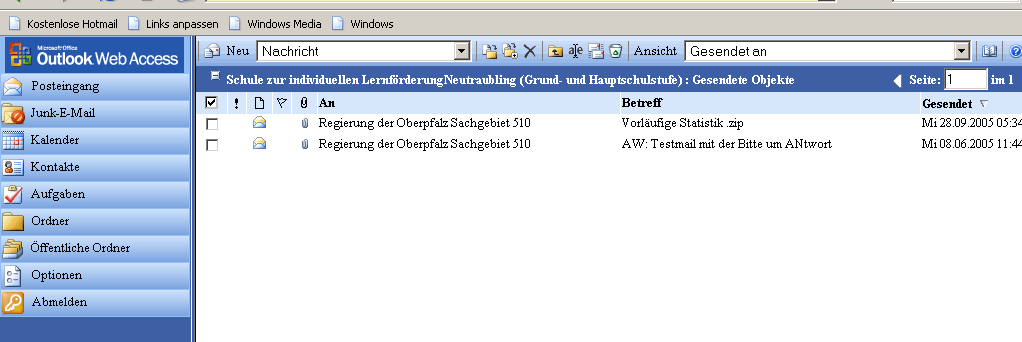 Kostenlose Hotmail Links anpassen Windows Media Windows
Microsoft Office
Outlook Web Access
Neu Nachricht Ansicht Gesendet an
Schule zur individuellen LernförderungNeutraubling (Grund- und Hauptschulstufe) : Gesendete Objekte Seite: 1 im 1
! An Betreff Gesendet
Regierung der Oberpfalz Sachgebiet 510 Vorläufige Statistik .zip Mi 28.09.2005 05:34
Regierung der Oberpfalz Sachgebiet 510 AW: Testmail mit der Bitte um ANtwort Mi 08.06.2005 11:44
Posteingang
Junk-E-Mail
Kalender
Kontakte
Aufgaben
Ordner
Öffentliche Ordner
Optionen
Abmelden